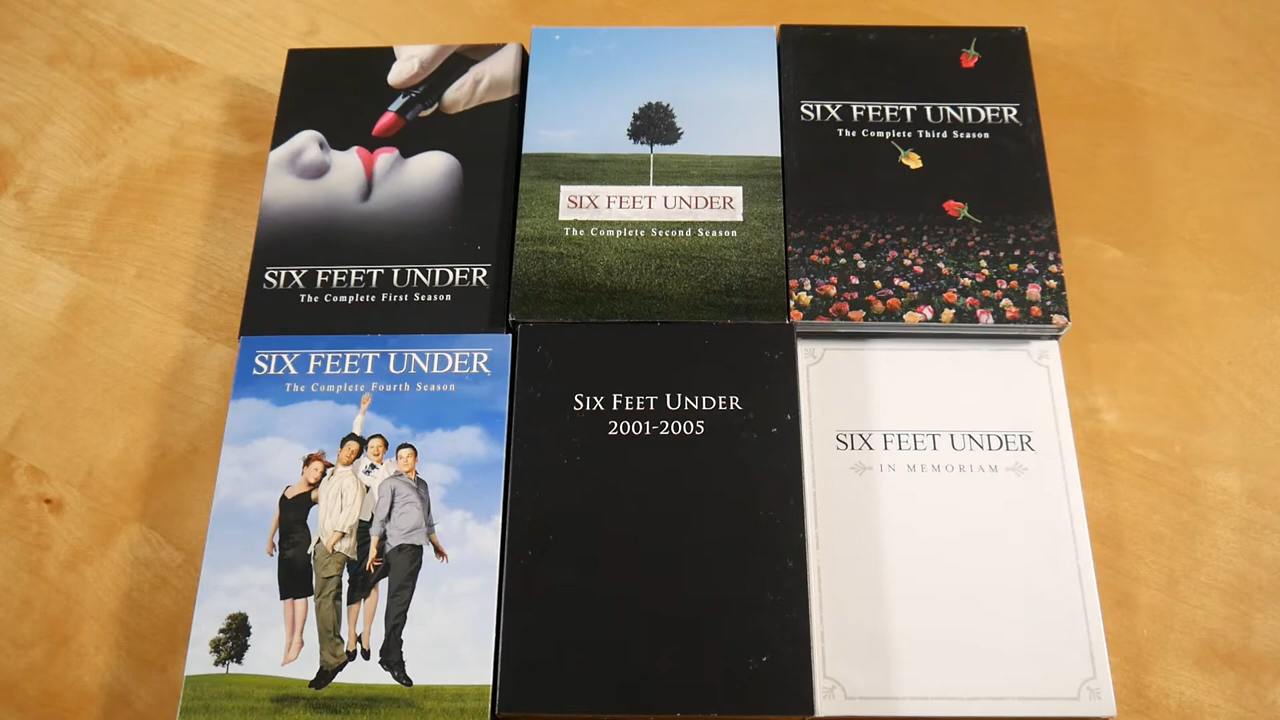 SIX FEET UNDER
The Complete First Season
SIX FEET UNDER
The Complete Second Season
SIX FEET UNDER
The Complete Third Season
SIX FEET UNDER
The Complete Fourth Season
SIX FEET UNDER
2001-2005
SIX FEET UNDER
IN MEMORIAM